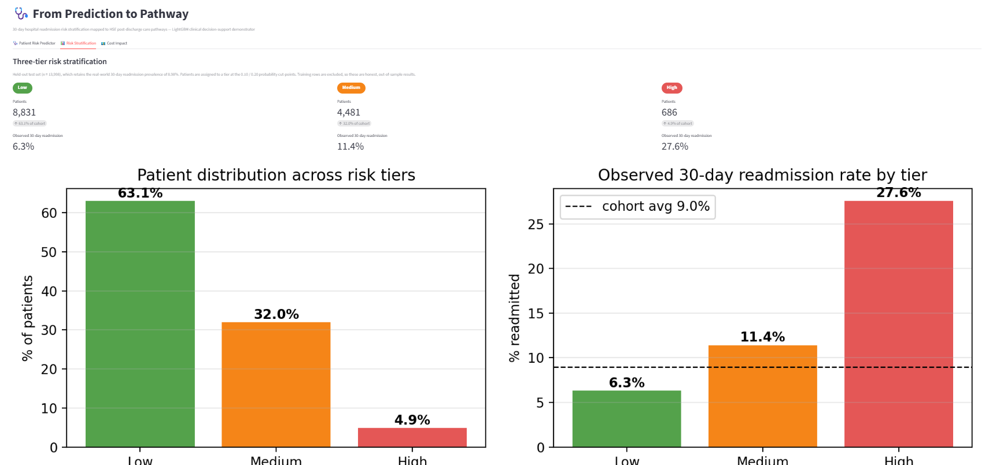 From Prediction to Pathway
30-day hospital readmission risk stratification mapped to HSE post-discharge care pathways — LightGBM clinical decision-support demonstrator
Patient Risk Predictor Risk Stratification Cost Impact
Three-tier risk stratification
Held-out test set (n = 13,998), which retains the real-world 30-day readmission prevalence of 8.98%. Patients are assigned to a tier at the 0.10 / 0.20 probability cut-points. Training rows are excluded, so these are honest, out-of-sample results.
Low Medium High
Patients Patients Patients
8,831 4,481 686
↑ 63.1% of cohort ↑ 32.0% of cohort ↑ 4.9% of cohort
Observed 30-day readmission Observed 30-day readmission Observed 30-day readmission
6.3% 11.4% 27.6%
Patient distribution across risk tiers
63.1%
32.0%
4.9%
% of patients
60
50
40
30
20
10
0
Low Medium High
Observed 30-day readmission rate by tier
cohort avg 9.0%
27.6%
11.4%
6.3%
% readmitted
25
20
15
10
5
0
Low Medium High